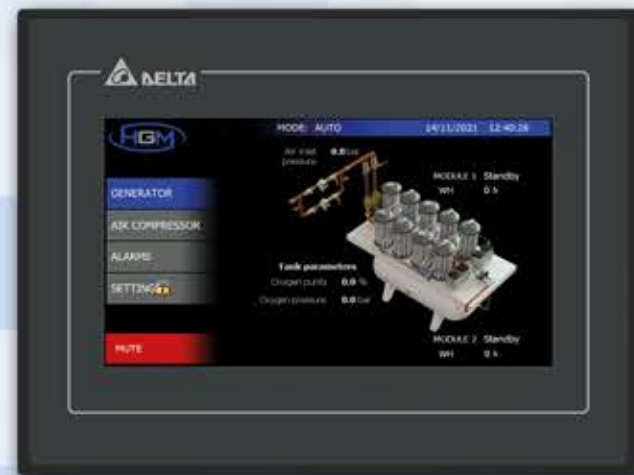 DELTA
HGM
MODE: AUTO
14/11/2021 12:40:26
Air inlet pressure 0.0 bar
MODULE 1 Standby
WH 0 h
GENERATOR
AIR COMPRESSOR
ALARMS
SETTINGS
MUTE
Tank parameters
Oxygen purity 0.0 %
Oxygen pressure 0.0 bar
MODULE 2 Standby
WH 0 h